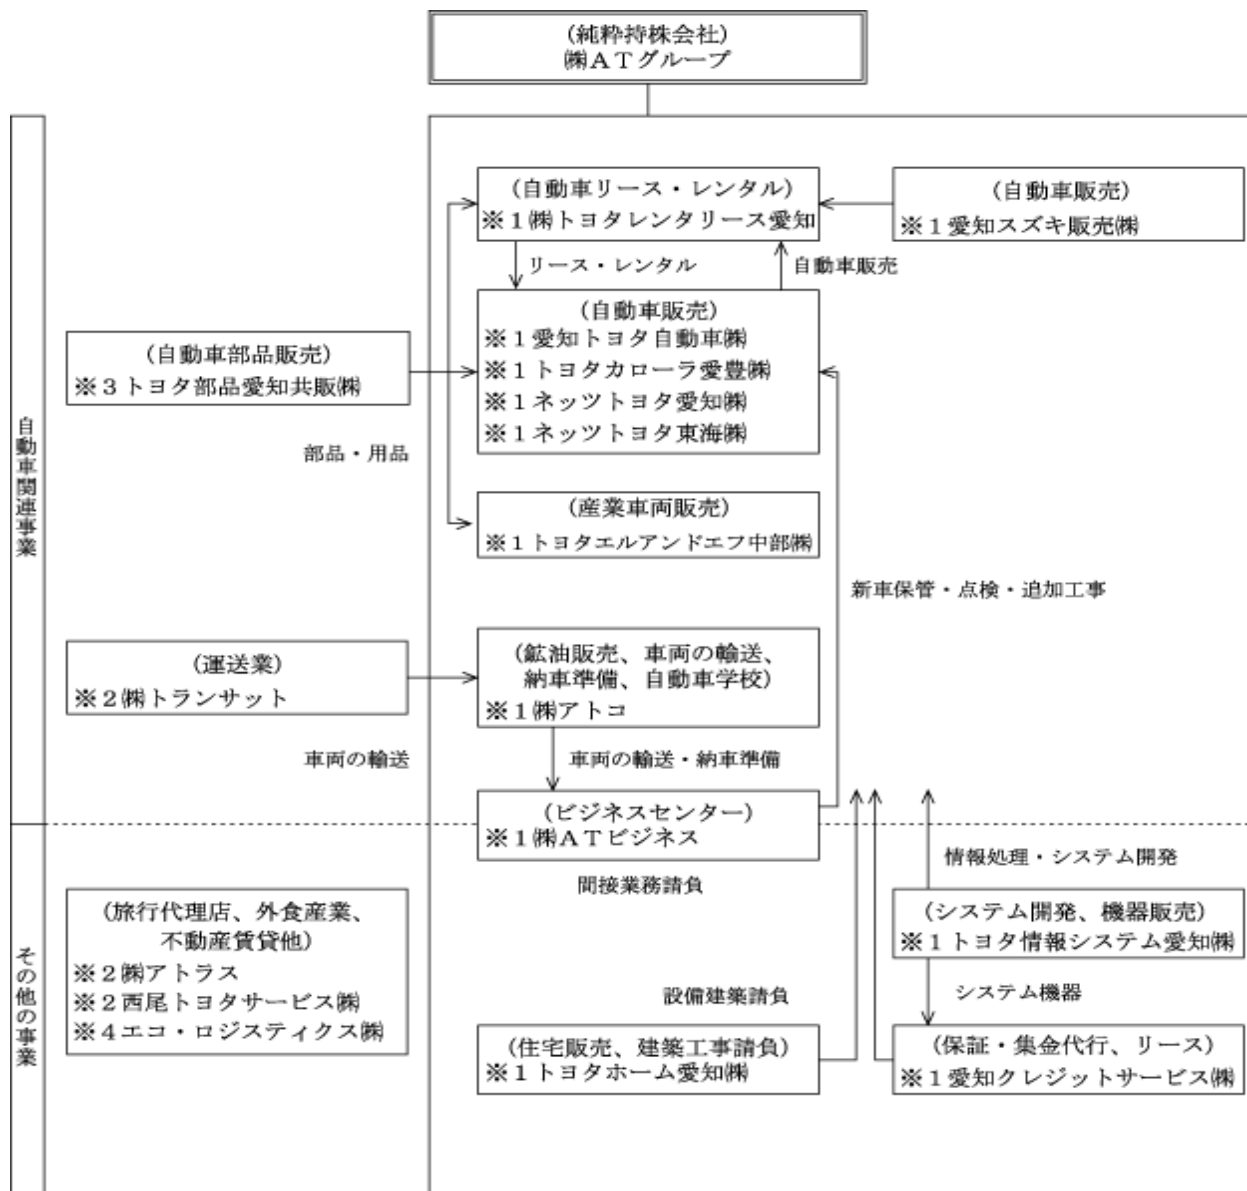 (純粋持株会社)
㈱ＡＴグループ
自動車関連事業
(自動車リース・レンタル)
※１㈱トヨタレンタリース愛知
(自動車販売)
※１愛知スズキ販売㈱
リース・レンタル
自動車販売
(自動車販売)
※１愛知トヨタ自動車㈱
※１トヨタカローラ愛豊㈱
※１ネッツトヨタ愛知㈱
※１ネッツトヨタ東海㈱
(自動車部品販売)
※３トヨタ部品愛知共販㈱
部品・用品
(産業車両販売)
※１トヨタエルアンドエフ中部㈱
新車保管・点検・追加工事
(運送業)
※２㈱トランサット
(鉱油販売、車両の輸送、
納車準備、自動車学校)
※１㈱アトコ
車両の輸送
車両の輸送・納車準備
(ビジネスセンター)
※１㈱ＡＴビジネス
間接業務請負
情報処理・システム開発
その他の事業
(旅行代理店、外食産業、
不動産賃貸他)
※２㈱アトラス
※２西尾トヨタサービス㈱
※４エコ・ロジスティクス㈱
(システム開発、機器販売)
※１トヨタ情報システム愛知㈱
設備建築請負
システム機器
(住宅販売、建築工事請負)
※１トヨタホーム愛知㈱
(保証・集金代行、リース)
※１愛知クレジットサービス㈱